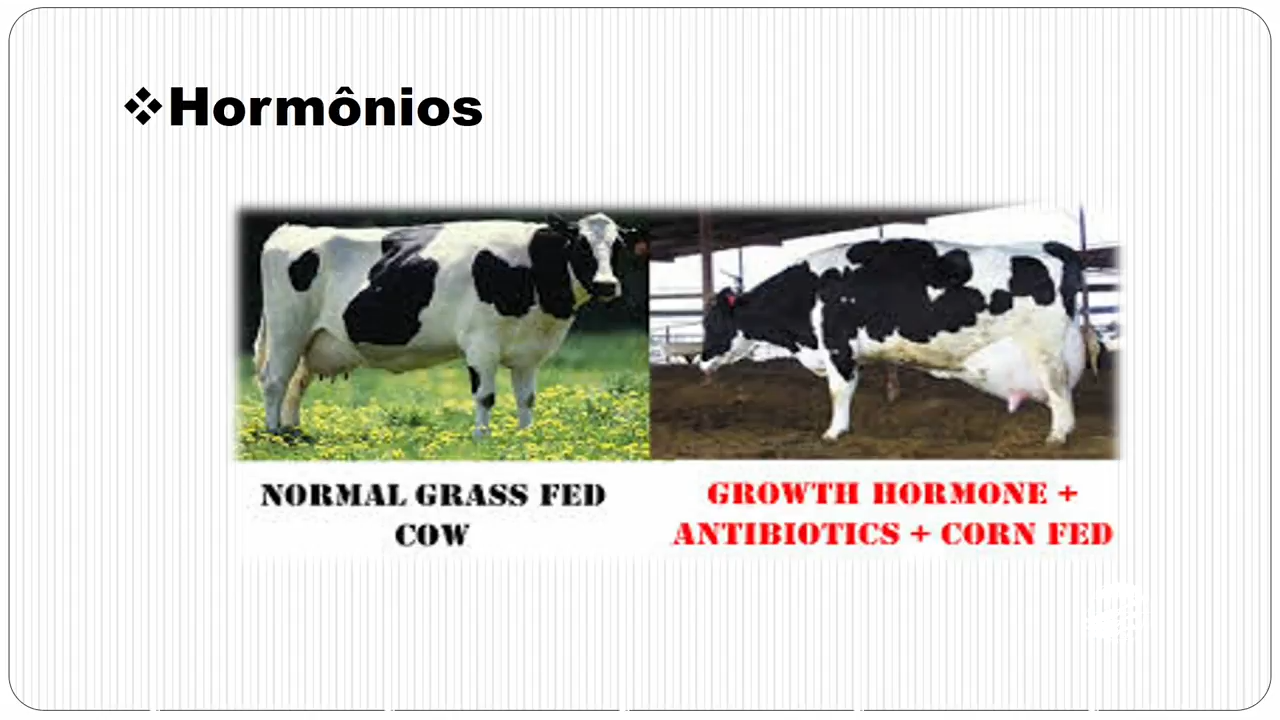 Hormônios
NORMAL GRASS FED
COW
GROWTH HORMONE +
ANTIBIOTICS + CORN FED